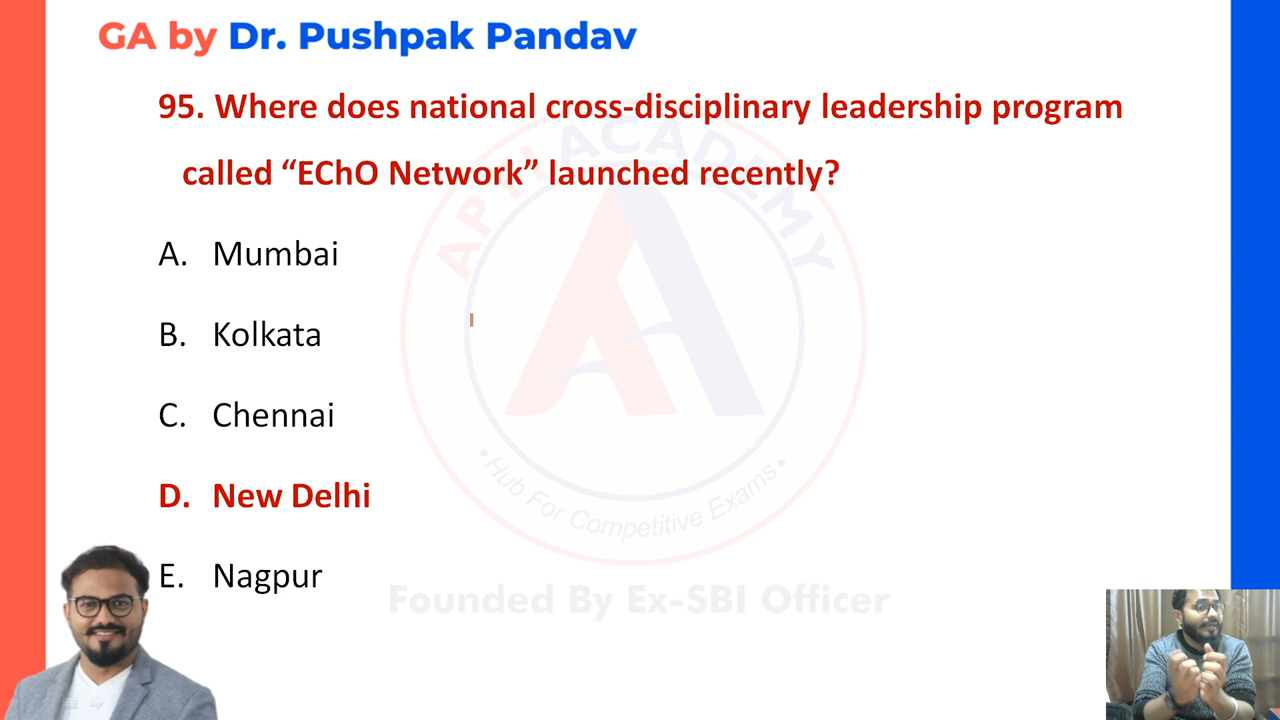 GA by Dr. Pushpak Pandav
95. Where does national cross-disciplinary leadership program
called “EChO Network” launched recently?
A. Mumbai
B. Kolkata
C. Chennai
D. New Delhi
E. Nagpur
APTH ACADEMY
•Hub For Competitive Exams•
Founded By Ex-SBI Officer